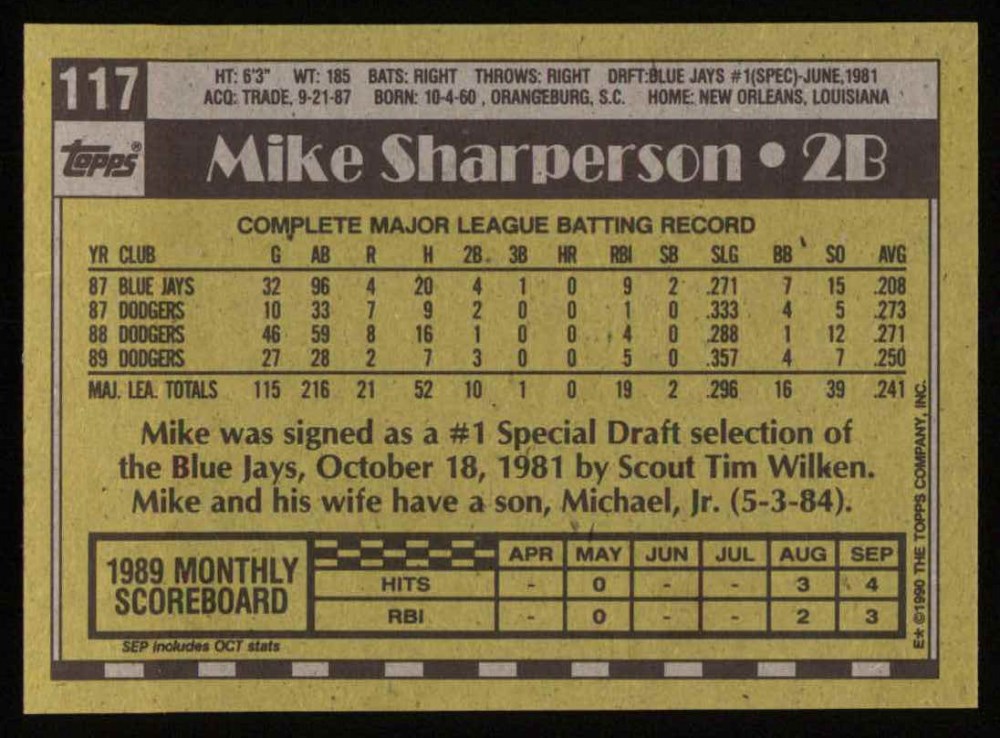 117
HT: 6'3" WT: 185 BATS: RIGHT THROWS: RIGHT DRFT: BLUE JAYS #1(SPEC)-JUNE, 1981
ACQ: TRADE, 9-21-87 BORN: 10-4-60, ORANGEBURG, S.C. HOME: NEW ORLEANS, LOUISIANA
Topps®
Mike Sharperson • 2B
COMPLETE MAJOR LEAGUE BATTING RECORD
YR CLUB G AB R H 2B 3B HR RBI SB SLG BB SO AVG
87 BLUE JAYS 32 96 4 20 4 1 0 9 2 .271 7 15 .208
87 DODGERS 10 33 7 9 2 0 0 1 0 .333 4 5 .273
88 DODGERS 46 59 8 16 1 0 0 4 0 .288 1 12 .271
89 DODGERS 27 28 2 7 3 0 0 5 0 .357 4 7 .250
MAJ. LEA. TOTALS 115 216 21 52 10 1 0 19 2 .296 16 39 .241
Mike was signed as a #1 Special Draft selection of
the Blue Jays, October 18, 1981 by Scout Tim Wilken.
Mike and his wife have a son, Michael, Jr. (5-3-84).
1989 MONTHLY
SCOREBOARD
APR MAY JUN JUL AUG SEP
HITS - 0 - - 3 4
RBI - 0 - - 2 3
SEP includes OCT stats
E* ©1990 THE TOPPS COMPANY, INC.